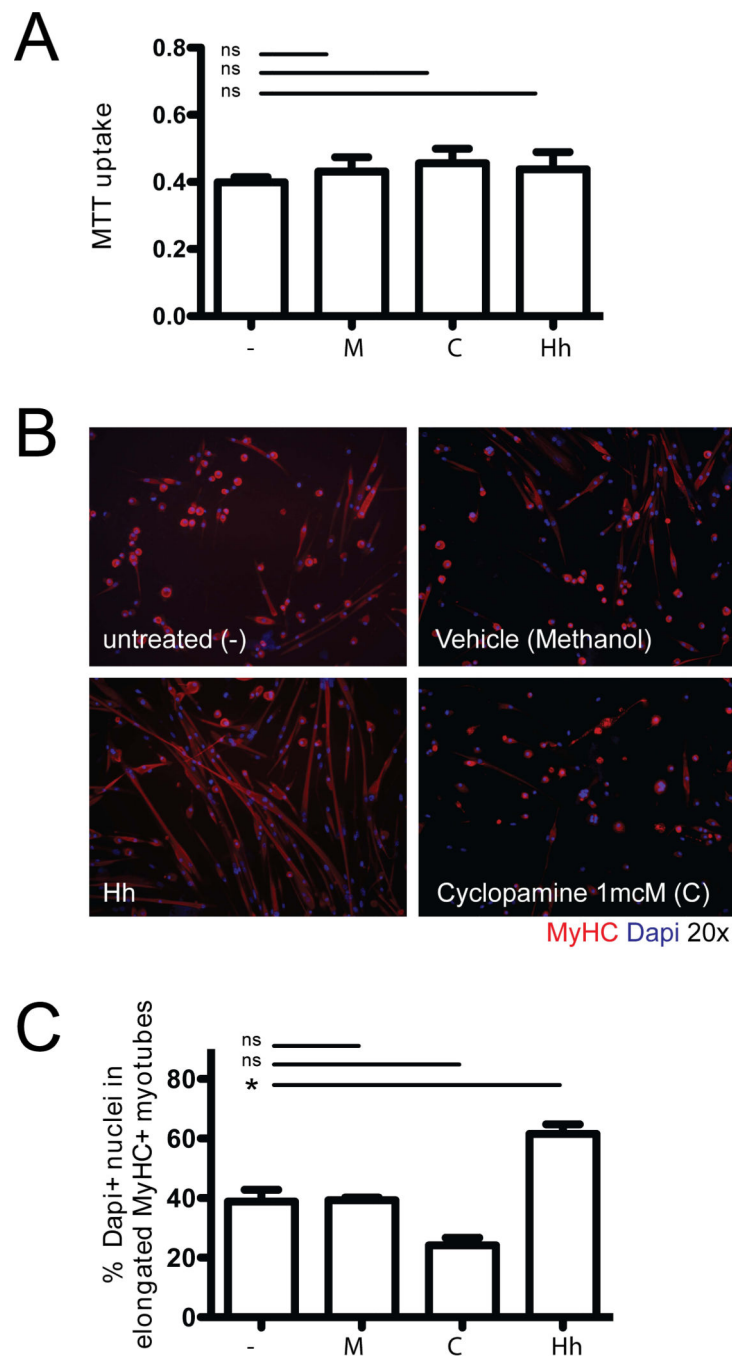 A
0.8
0.6
0.4
0.2
0.0
MTT uptake
ns
ns
ns
- M C Hh
B
untreated (-)
Vehicle (Methanol)
Hh
Cyclopamine 1mcM (C)
MyHC Dapi 20x
C
% Dapi+ nuclei in
elongated MyHC+ myotubes
80
60
40
20
0
ns
ns
*
- M C Hh